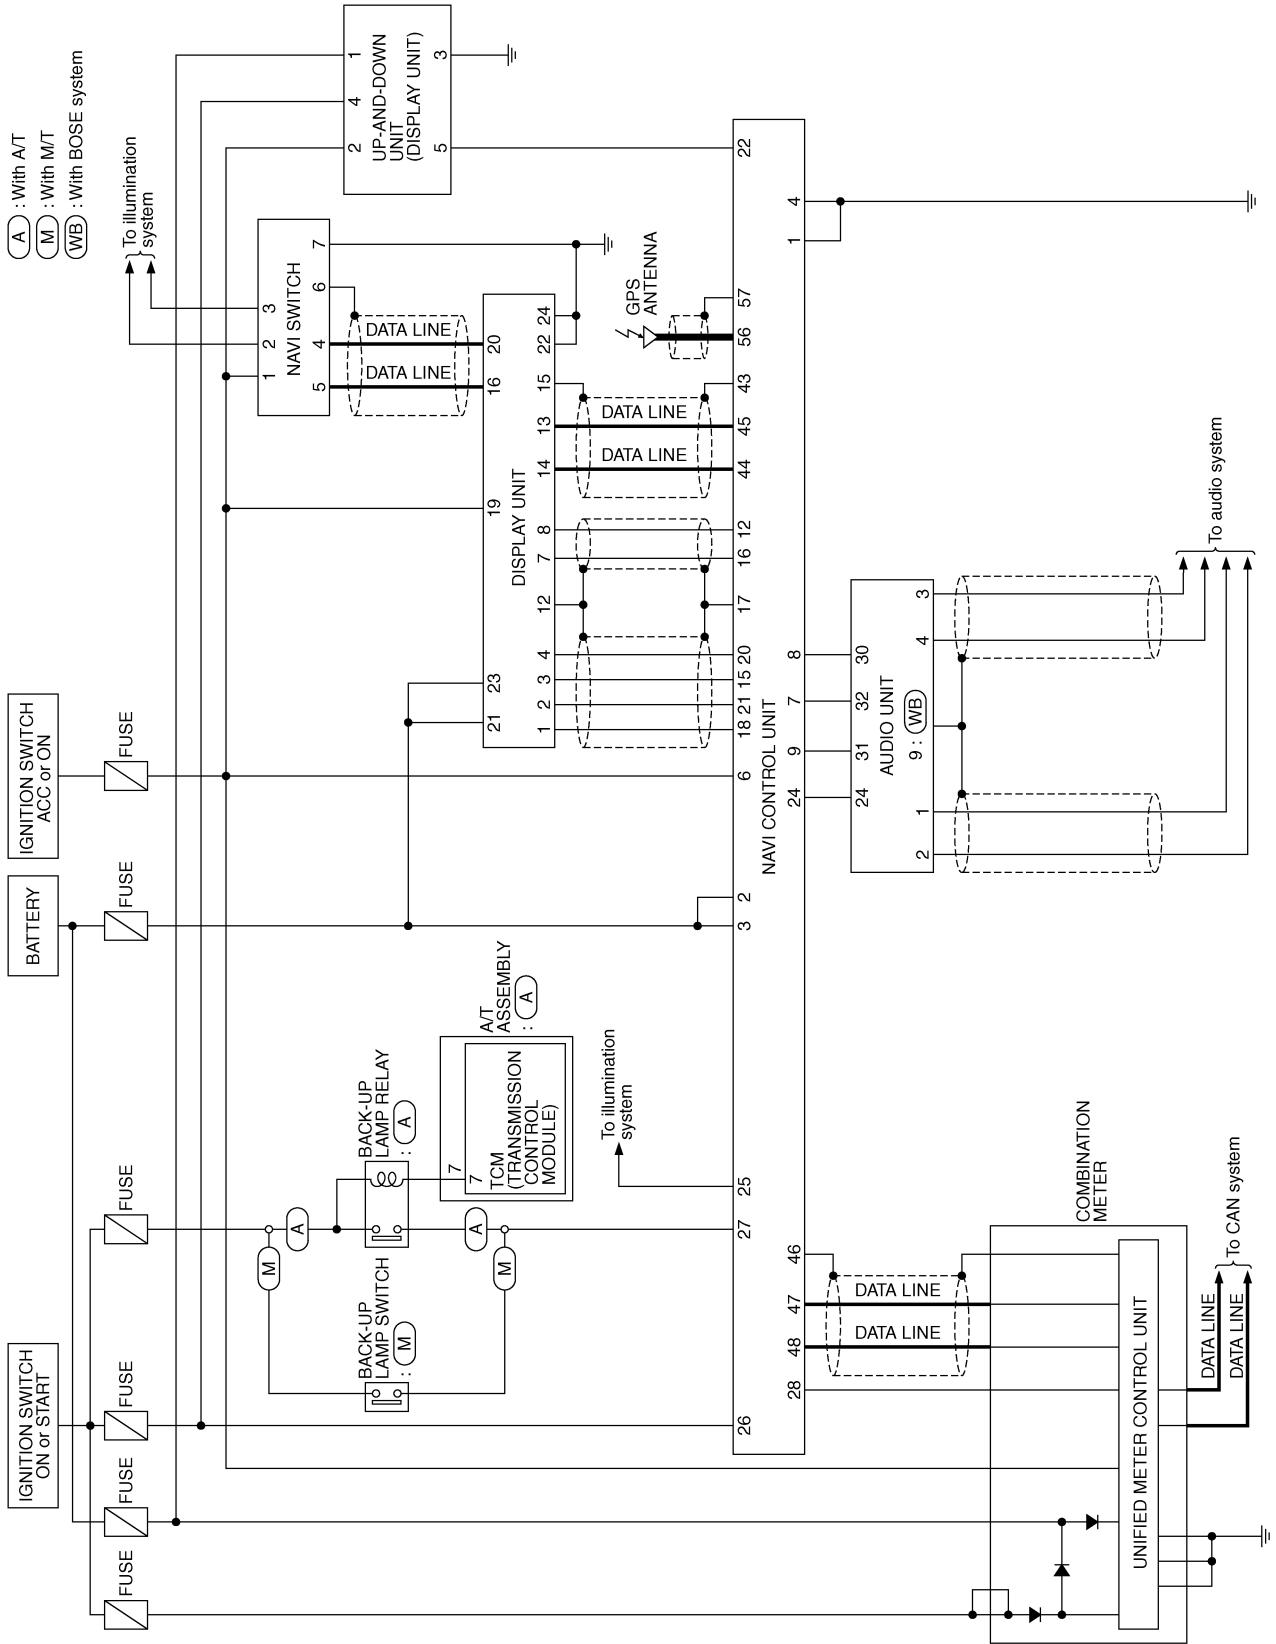 IGNITION SWITCH
ON or START
BATTERY
IGNITION SWITCH
ACC or ON
A : With A/T
M : With M/T
WB : With BOSE system
FUSE
FUSE
FUSE
FUSE
FUSE
FUSE
To illumination
system
BACK-UP
LAMP SWITCH
: M
BACK-UP
LAMP RELAY
: A
M
A
A
M
A/T
ASSEMBLY
: A
7
7
TCM
(TRANSMISSION
CONTROL
MODULE)
To illumination
system
NAVI SWITCH
1
2
3
5
4
6
7
DATA LINE
DATA LINE
UP-AND-DOWN
UNIT
(DISPLAY UNIT)
2
4
1
5
3
DISPLAY UNIT
21
23
19
16
20
1
2
3
4
12
7
8
14
13
15
22
24
DATA LINE
DATA LINE
GPS
ANTENNA
NAVI CONTROL UNIT
26
27
25
3
2
6
18
21
15
20
17
16
12
44
45
43
56
57
22
28
48
47
46
24
9
7
8
1
4
DATA LINE
DATA LINE
AUDIO UNIT
9 : WB
24
31
32
30
2
1
4
3
To audio system
COMBINATION
METER
UNIFIED METER CONTROL UNIT
DATA LINE
DATA LINE
To CAN system